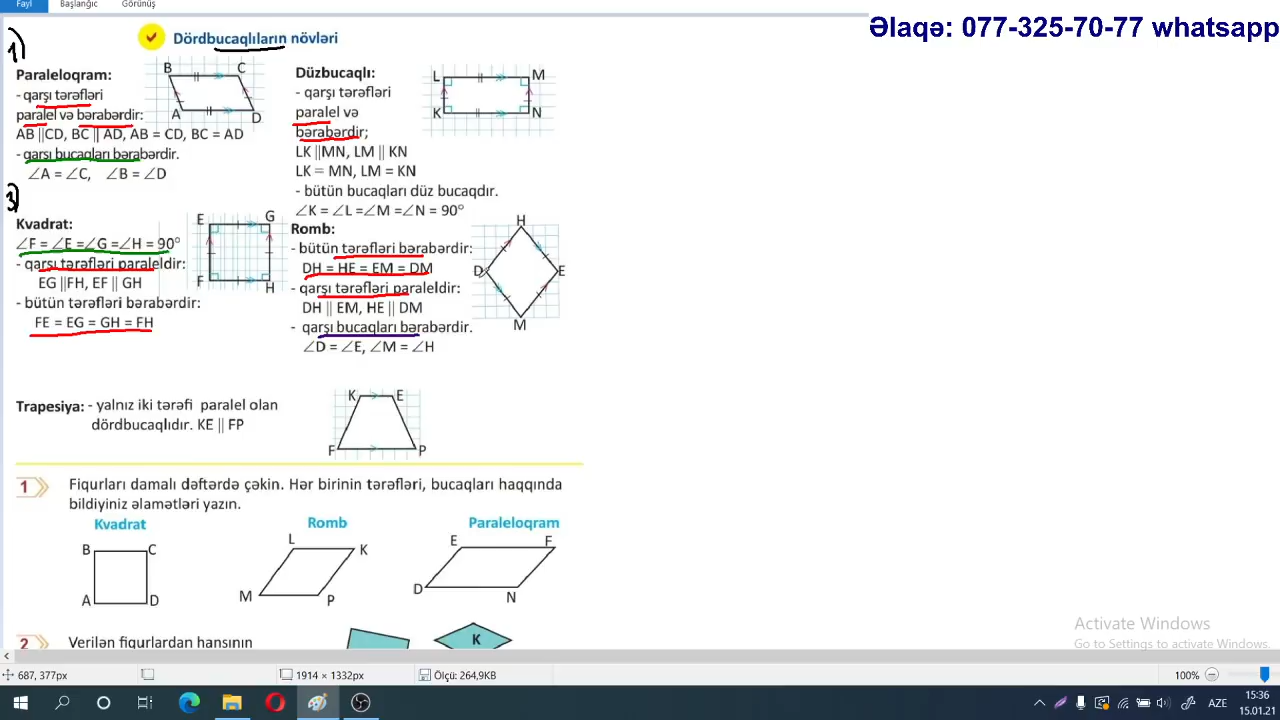 Fayl Başlanğıc Görünüş
Əlaqə: 077-325-70-77 whatsapp
1)
Dördbucaqlıların növləri
Paraleloqram:
- qarşı tərəfləri
paralel və bərabərdir:
AB ||CD, BC || AD, AB = CD, BC = AD
- qarşı bucaqları bərabərdir.
∠A = ∠C, ∠B = ∠D
B C
A D
Düzbucaqlı:
- qarşı tərəfləri
paralel və
bərabərdir;
LK ||MN, LM || KN
LK = MN, LM = KN
- bütün bucaqları düz bucaqdır.
∠K = ∠L =∠M =∠N = 90°
L M
K N
Kvadrat:
∠F = ∠E =∠G =∠H = 90°
- qarşı tərəfləri paraleldir:
EG ||FH, EF || GH
- bütün tərəfləri bərabərdir:
FE = EG = GH = FH
E G
F H
Romb:
- bütün tərəfləri bərabərdir:
DH = HE = EM = DM
- qarşı tərəfləri paraleldir:
DH || EM, HE || DM
- qarşı bucaqları bərabərdir.
∠D = ∠E, ∠M = ∠H
H
D E
M
Trapesiya: - yalnız iki tərəfi paralel olan
dördbucaqlıdır. KE || FP
K E
F P
1 Fiqurları damalı dəftərdə çəkin. Hər birinin tərəfləri, bucaqları haqqında
bildiyiniz əlamətləri yazın.
Kvadrat Romb Paraleloqram
B C
A D
L K
M P
E F
D N
2 Verilən fiqurlardan hansının
K
Activate Windows
Go to Settings to activate Windows.
687, 377px 1914 × 1332px Ölçü: 264,9KB 100%
AZE
15:36
15.01.21